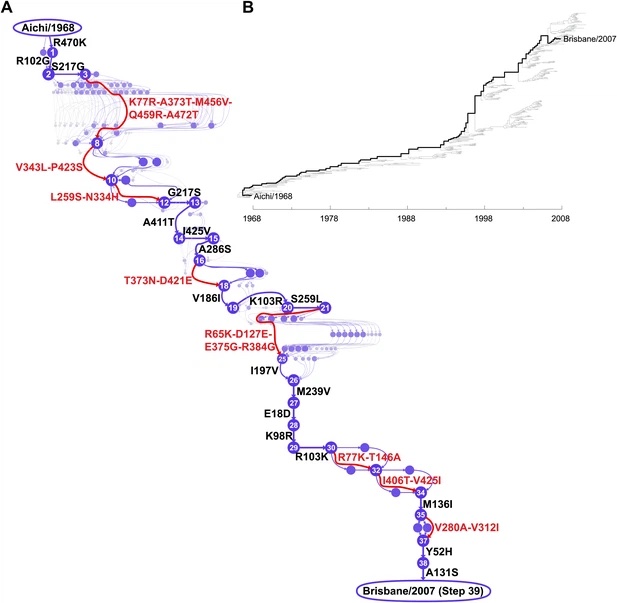 A
Aichi/1968
R470K
1
R102G
S217G
2
3
K77R-A373T-M456V-
Q459R-A472T
8
V343L-P423S
10
L259S-N334H
G217S
12
13
A411T
I425V
14
15
A286S
16
T373N-D421E
18
V186I
K103R
S259L
19
20
21
R65K-D127E-
E375G-R384G
25
I197V
26
M239V
27
E18D
28
K98R
29
30
R103K
R77K-T146A
32
I406T-V425I
34
M136I
35
V280A-V312I
37
Y52H
38
A131S
Brisbane/2007 (Step 39)
B
Brisbane/2007
Aichi/1968
1968
1978
1988
1998
2008